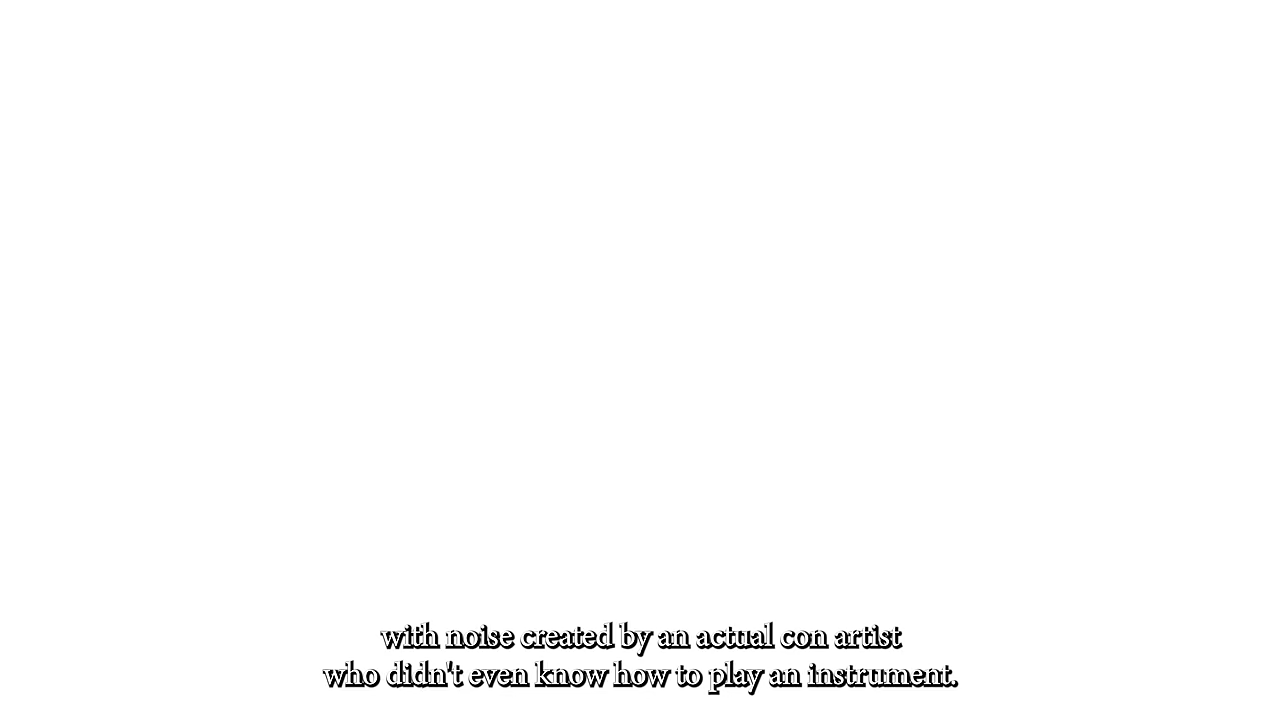 with noise created by an actual con artist
who didn't even know how to play an instrument.